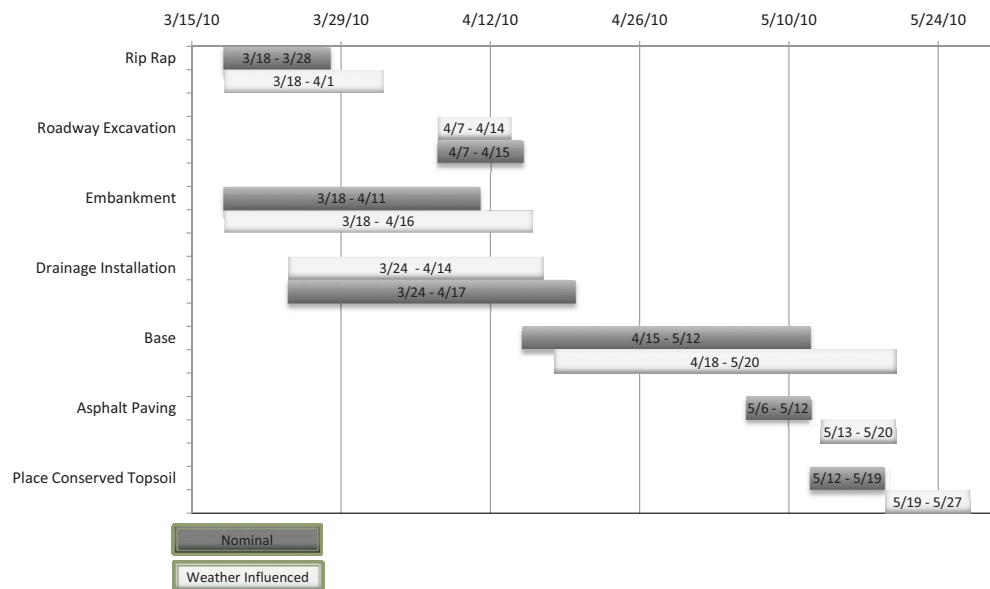 3/15/10 3/29/10 4/12/10 4/26/10 5/10/10 5/24/10
Rip Rap 3/18 - 3/28
3/18 - 4/1
Roadway Excavation 4/7 - 4/14
4/7 - 4/15
Embankment 3/18 - 4/11
3/18 - 4/16
Drainage Installation 3/24 - 4/14
3/24 - 4/17
Base 4/15 - 5/12
4/18 - 5/20
Asphalt Paving 5/6 - 5/12
5/13 - 5/20
Place Conserved Topsoil 5/12 - 5/19
5/19 - 5/27
Nominal
Weather Influenced